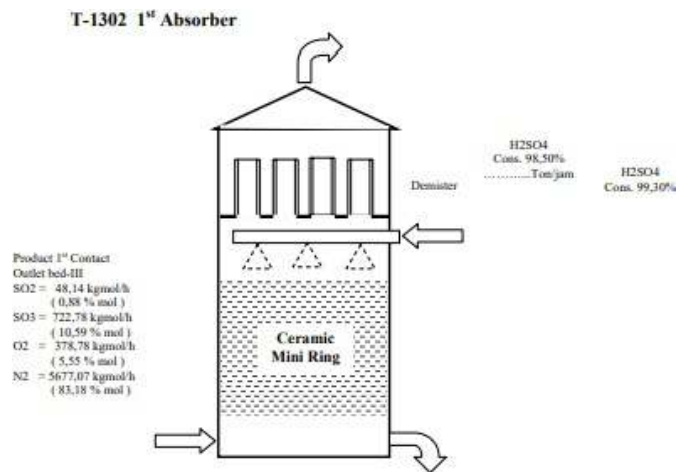 T-1302 1st Absorber
H2SO4
Cons. 98,50%
............Ton/jam
H2SO4
Cons. 99,30%
Demister
Product 1st Contact
Outlet bed-III
SO2 = 48,14 kgmol/h
( 0,88 % mol )
SO3 = 722,78 kgmol/h
( 10,59 % mol )
O2 = 378,78 kgmol/h
( 5,55 % mol )
N2 = 5677,07 kgmol/h
( 83,18 % mol )
Ceramic
Mini Ring